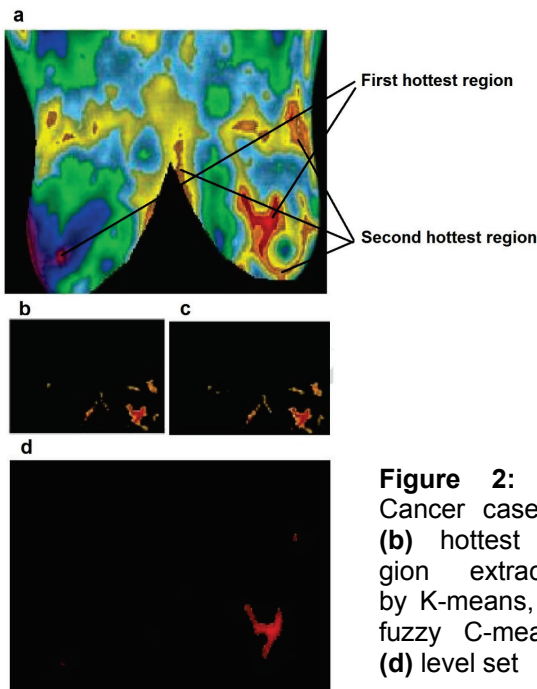 a
First hottest region
Second hottest region
b
c
d
Figure 2:
Cancer case
(b) hottest
gion extrac
by K-means,
fuzzy C-mea
(d) level set